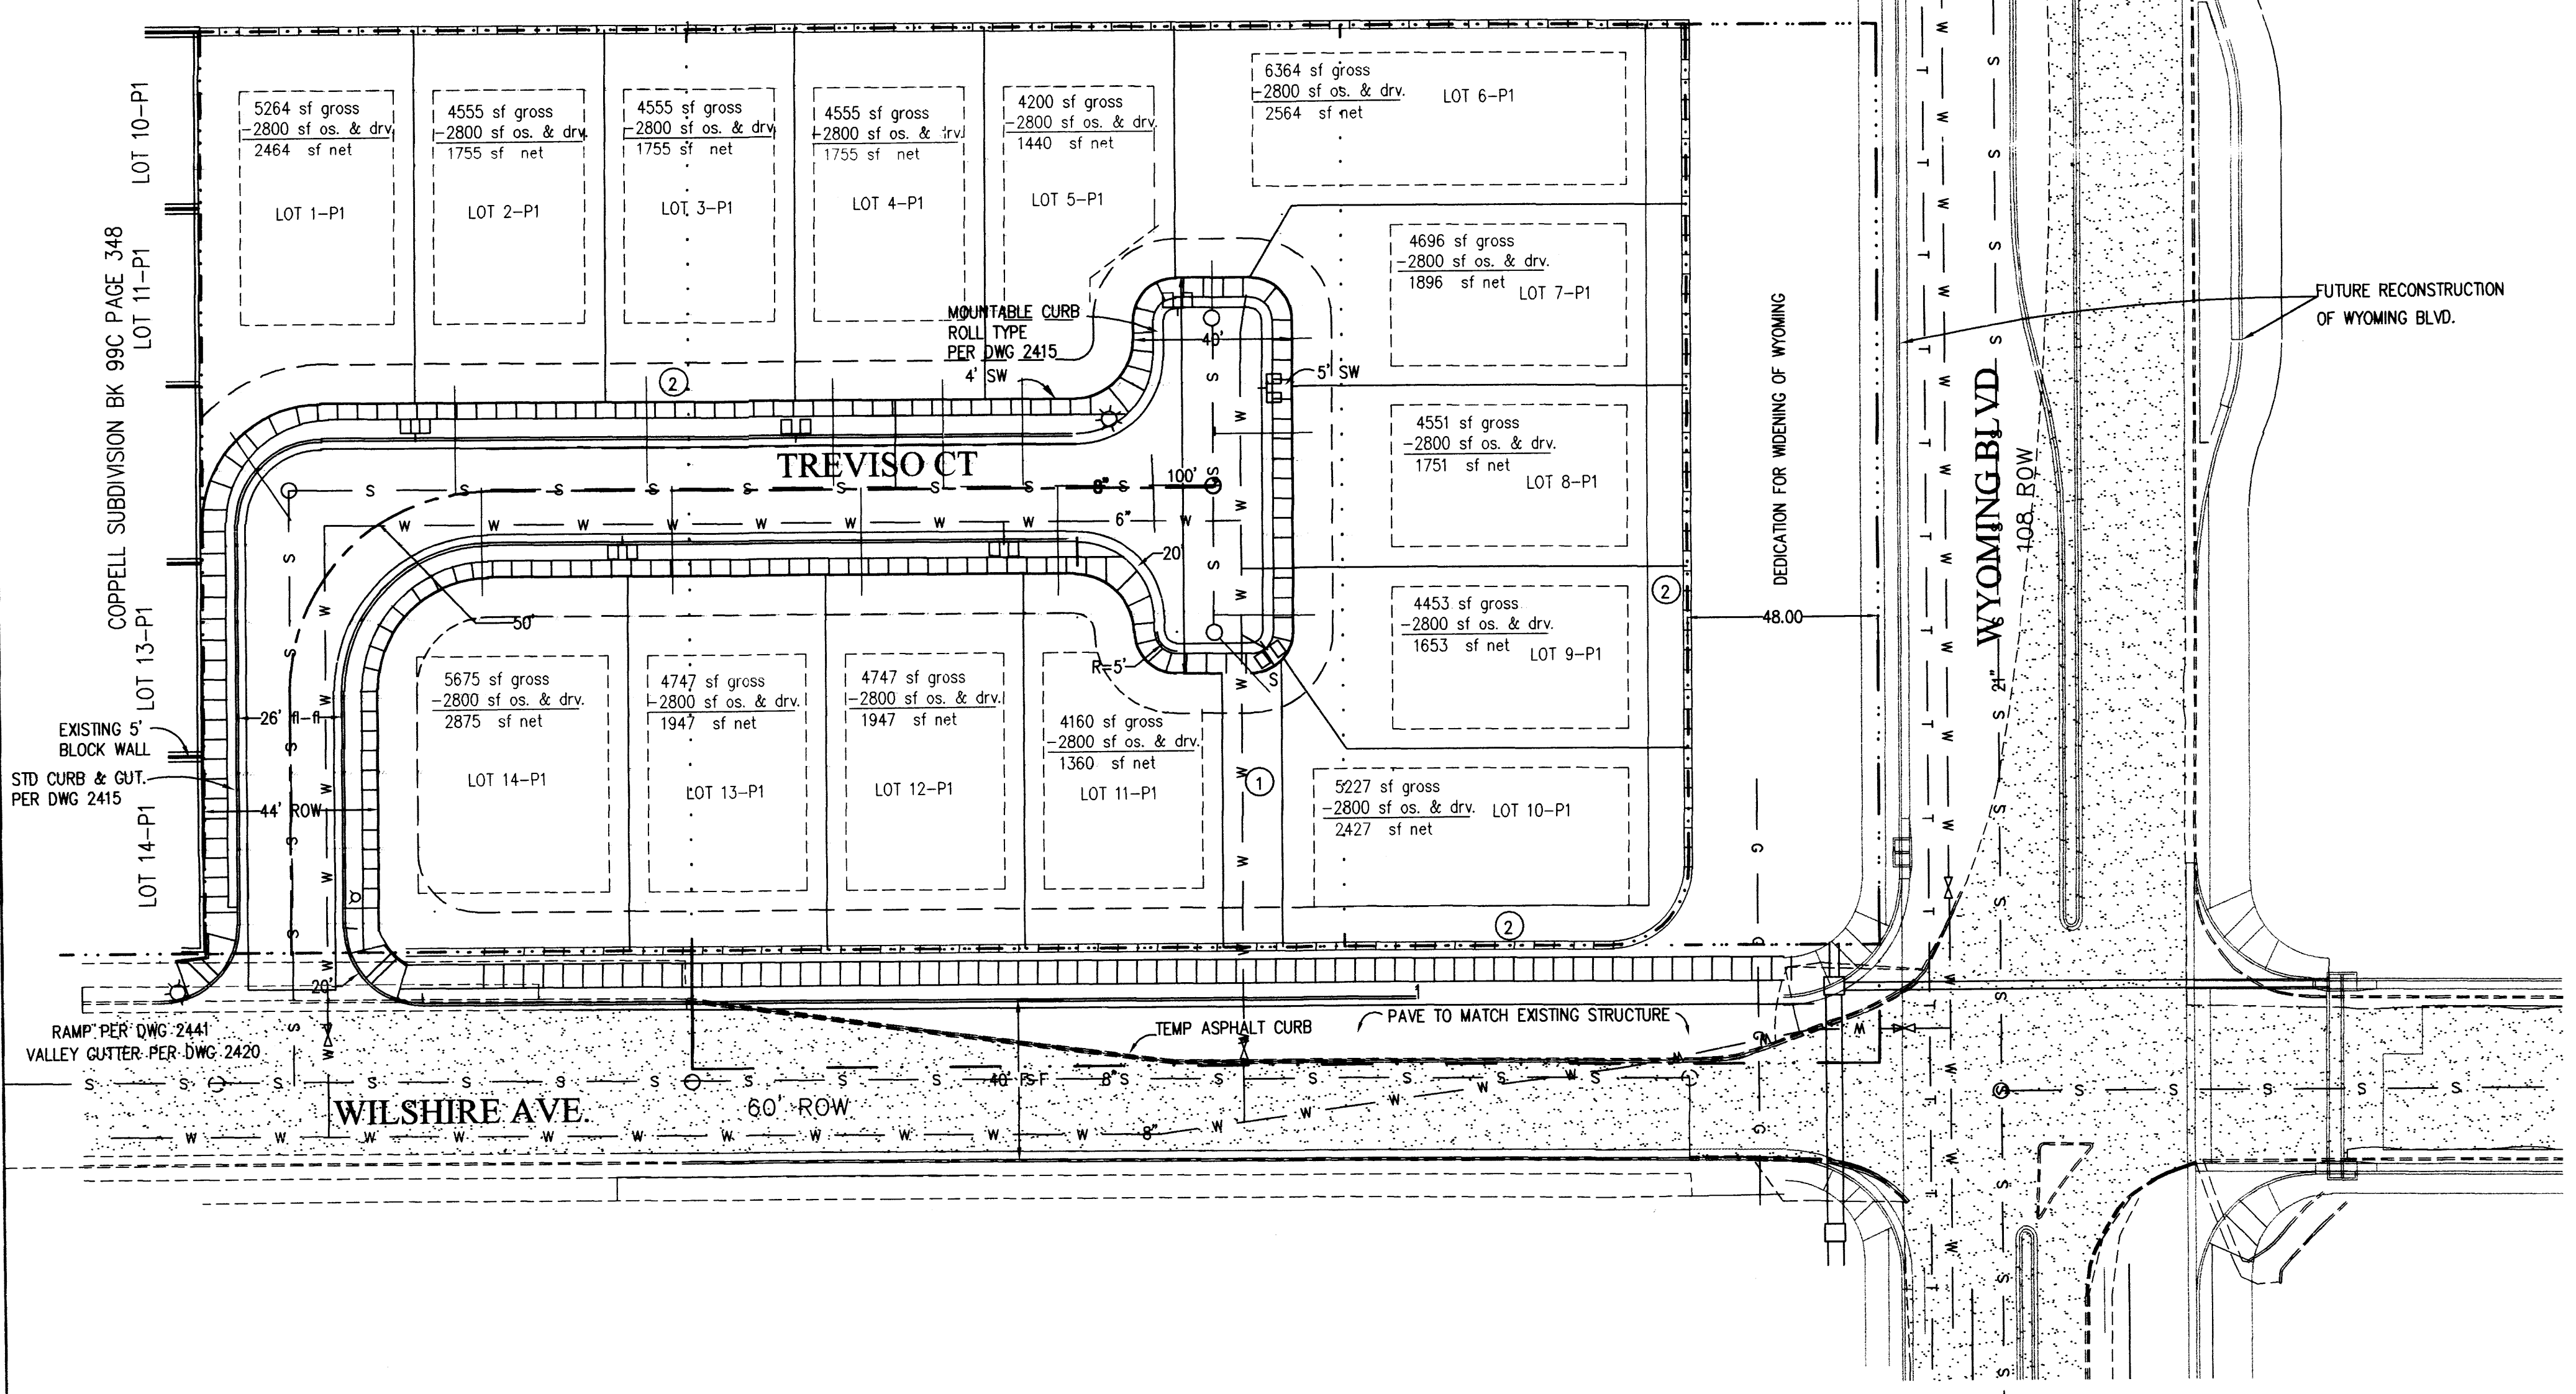 LOT 10-P1
COPPELL SUBDIVISION BK 99C PAGE 348
LOT 11-P1
LOT 13-P1
LOT 14-P1
5264 sf gross
-2800 sf os. & drv.
2464 sf net
LOT 1-P1
4555 sf gross
-2800 sf os. & drv.
1755 sf net
LOT 2-P1
4555 sf gross
-2800 sf os. & drv.
1755 sf net
LOT 3-P1
4555 sf gross
-2800 sf os. & drv.
1755 sf net
LOT 4-P1
4200 sf gross
-2800 sf os. & drv.
1440 sf net
LOT 5-P1
6364 sf gross
-2800 sf os. & drv.
2564 sf net
LOT 6-P1
4696 sf gross
-2800 sf os. & drv.
1896 sf net
LOT 7-P1
4551 sf gross
-2800 sf os. & drv.
1751 sf net
LOT 8-P1
4453 sf gross
-2800 sf os. & drv.
1653 sf net
LOT 9-P1
5227 sf gross
-2800 sf os. & drv.
2427 sf net
LOT 10-P1
4160 sf gross
-2800 sf os. & drv.
1360 sf net
LOT 11-P1
4747 sf gross
-2800 sf os. & drv.
1947 sf net
LOT 12-P1
4747 sf gross
-2800 sf os. & drv.
1947 sf net
LOT 13-P1
5675 sf gross
-2800 sf os. & drv.
2875 sf net
LOT 14-P1
MOUNTABLE CURB
ROLL TYPE
PER DWG 2415
4' SW
40'
5' SW
2
TREVISO CT
8"
100'
6"
20'
50'
R=5'
1
2
2
26' fl-fl
44' ROW
EXISTING 5'
BLOCK WALL
STD CURB & GUT.
PER DWG 2415
20'
RAMP PER DWG 2441
VALLEY GUTTER PER DWG 2420
TEMP ASPHALT CURB
PAVE TO MATCH EXISTING STRUCTURE
40' F-F
8"
WILSHIRE AVE.
60' ROW
8"
DEDICATION FOR WIDENING OF WYOMING
48.00
WYOMING BLVD
108 ROW
21"
FUTURE RECONSTRUCTION
OF WYOMING BLVD.